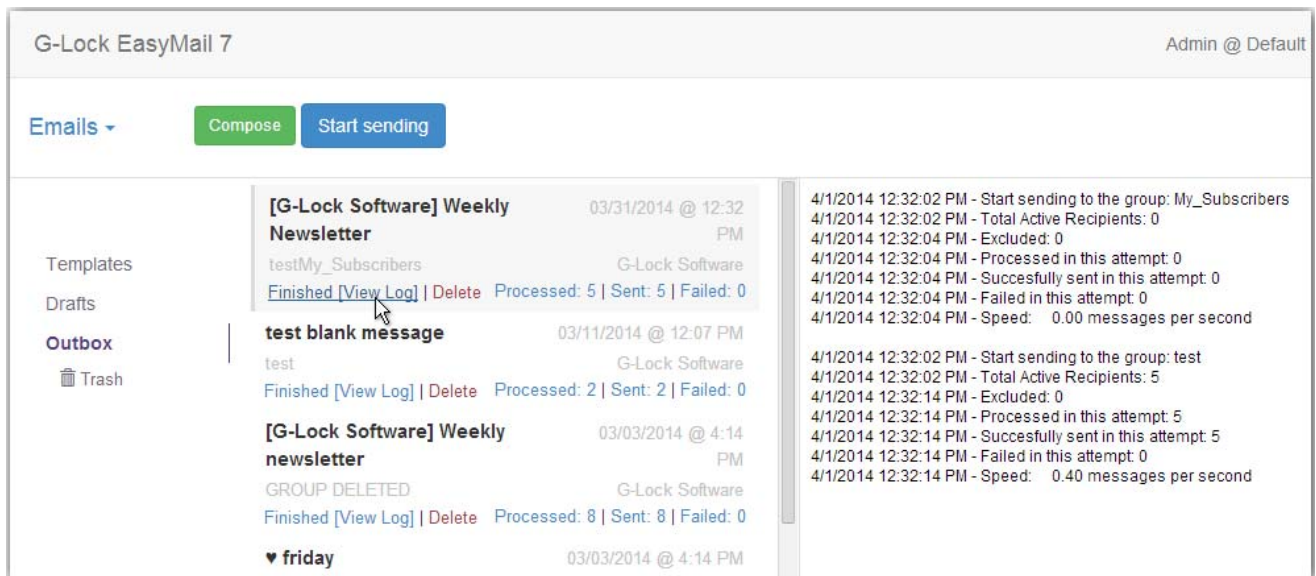 G-Lock EasyMail 7
Admin @ Default
Emails
Compose
Start sending
Templates
Drafts
Outbox
Trash
[G-Lock Software] Weekly Newsletter
03/31/2014 @ 12:32 PM
testMy_Subscribers
G-Lock Software
Finished [View Log] | Delete
Processed: 5 | Sent: 5 | Failed: 0
test blank message
03/11/2014 @ 12:07 PM
test
G-Lock Software
Finished [View Log] | Delete
Processed: 2 | Sent: 2 | Failed: 0
[G-Lock Software] Weekly newsletter
03/03/2014 @ 4:14 PM
GROUP DELETED
G-Lock Software
Finished [View Log] | Delete
Processed: 8 | Sent: 8 | Failed: 0
♥ friday
03/03/2014 @ 4:14 PM
4/1/2014 12:32:02 PM - Start sending to the group: My_Subscribers
4/1/2014 12:32:02 PM - Total Active Recipients: 0
4/1/2014 12:32:04 PM - Excluded: 0
4/1/2014 12:32:04 PM - Processed in this attempt: 0
4/1/2014 12:32:04 PM - Succesfully sent in this attempt: 0
4/1/2014 12:32:04 PM - Failed in this attempt: 0
4/1/2014 12:32:04 PM - Speed: 0.00 messages per second
4/1/2014 12:32:02 PM - Start sending to the group: test
4/1/2014 12:32:02 PM - Total Active Recipients: 5
4/1/2014 12:32:14 PM - Excluded: 0
4/1/2014 12:32:14 PM - Processed in this attempt: 5
4/1/2014 12:32:14 PM - Succesfully sent in this attempt: 5
4/1/2014 12:32:14 PM - Failed in this attempt: 0
4/1/2014 12:32:14 PM - Speed: 0.40 messages per second